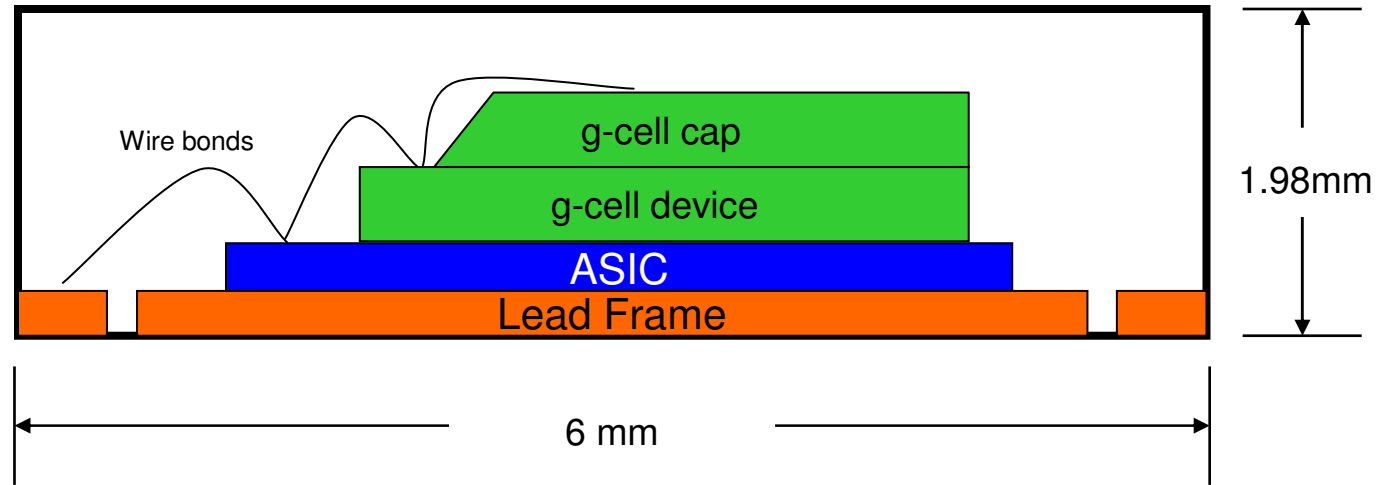 Wire bonds
g-cell cap
g-cell device
ASIC
Lead Frame
1.98mm
6 mm